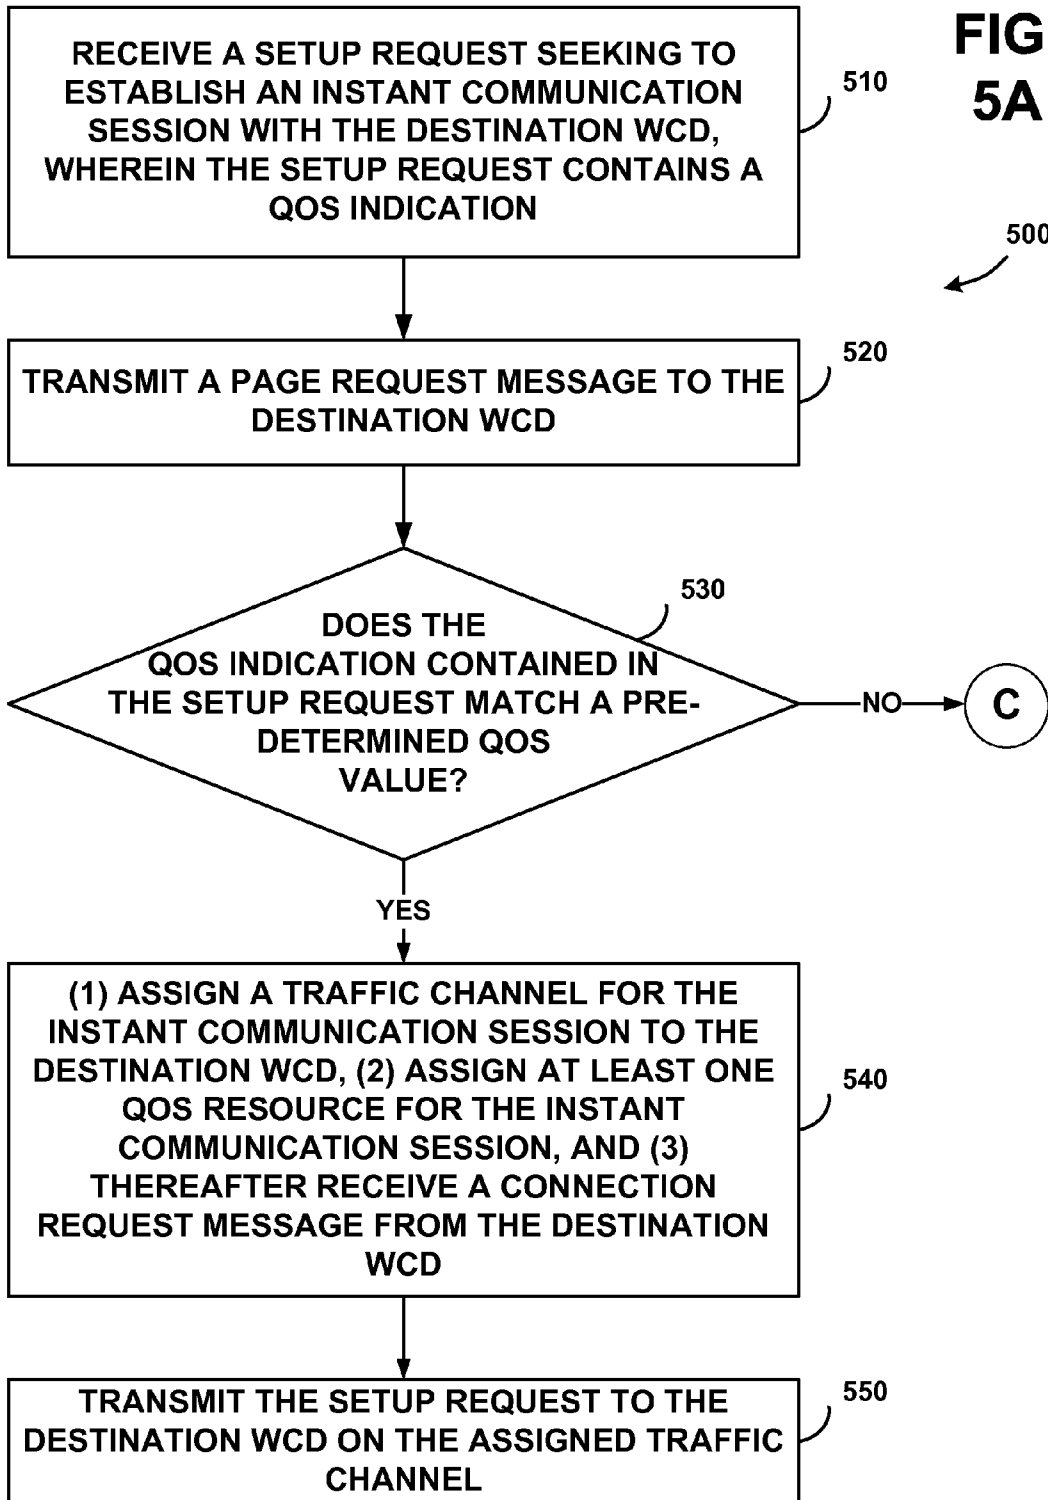 FIG
5A
500
RECEIVE A SETUP REQUEST SEEKING TO
ESTABLISH AN INSTANT COMMUNICATION
SESSION WITH THE DESTINATION WCD,
WHEREIN THE SETUP REQUEST CONTAINS A
QOS INDICATION
510
TRANSMIT A PAGE REQUEST MESSAGE TO THE
DESTINATION WCD
520
DOES THE
QOS INDICATION CONTAINED IN
THE SETUP REQUEST MATCH A PRE-
DETERMINED QOS
VALUE?
530
NO
C
YES
(1) ASSIGN A TRAFFIC CHANNEL FOR THE
INSTANT COMMUNICATION SESSION TO THE
DESTINATION WCD, (2) ASSIGN AT LEAST ONE
QOS RESOURCE FOR THE INSTANT
COMMUNICATION SESSION, AND (3)
THEREAFTER RECEIVE A CONNECTION
REQUEST MESSAGE FROM THE DESTINATION
WCD
540
TRANSMIT THE SETUP REQUEST TO THE
DESTINATION WCD ON THE ASSIGNED TRAFFIC
CHANNEL
550